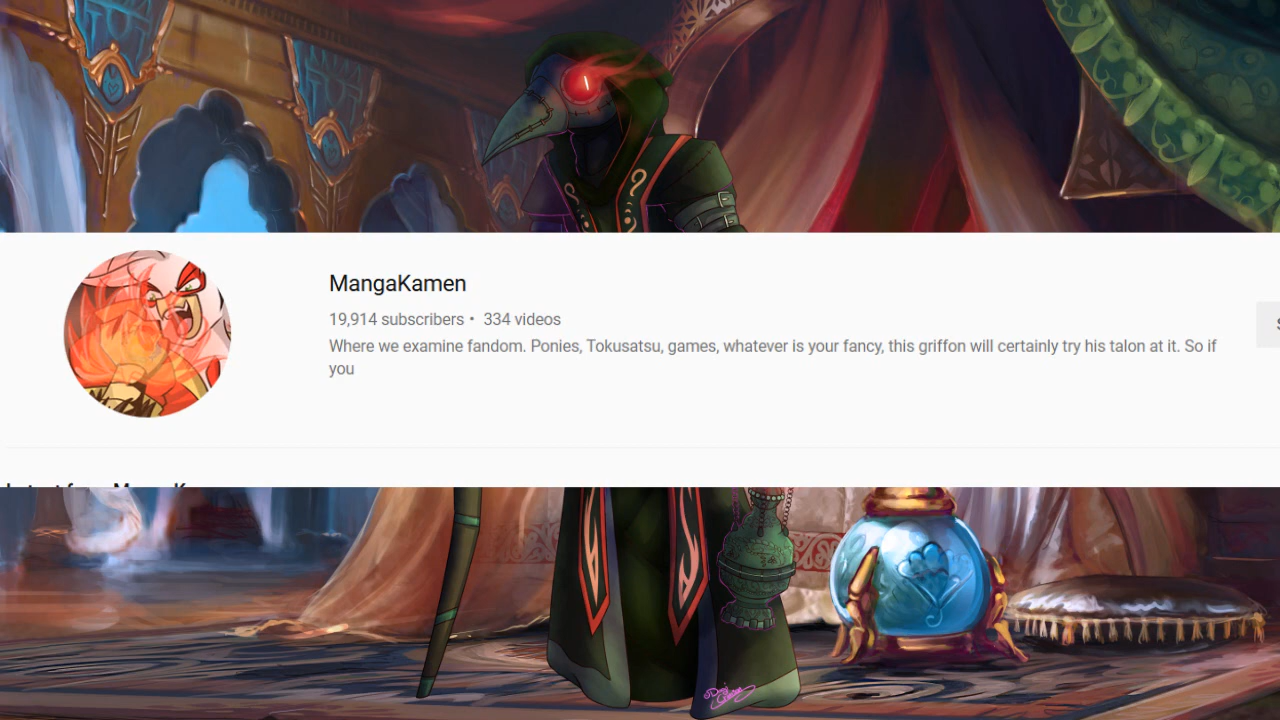 MangaKamen
19,914 subscribers • 334 videos
Where we examine fandom. Ponies, Tokusatsu, games, whatever is your fancy, this griffon will certainly try his talon at it. So if
you